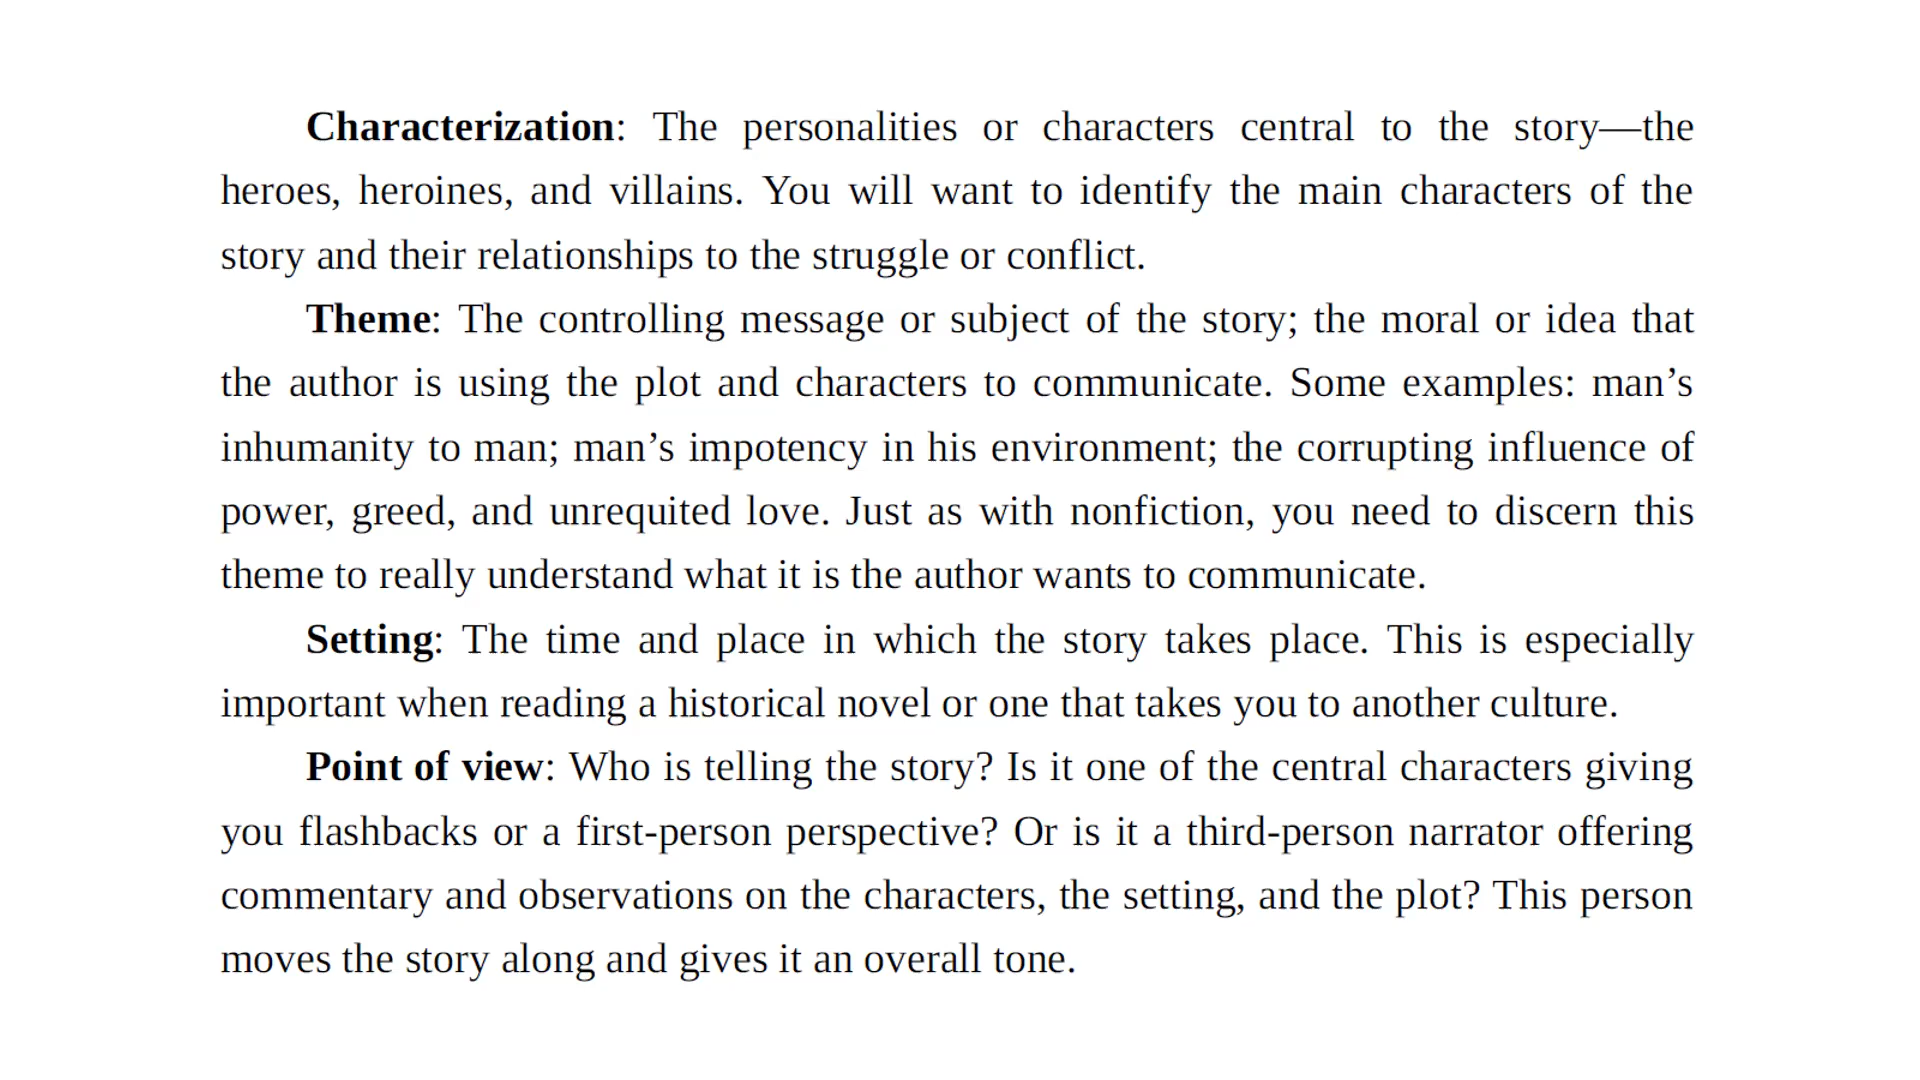 Characterization: The personalities or characters central to the story—the
heroes, heroines, and villains. You will want to identify the main characters of the
story and their relationships to the struggle or conflict.
Theme: The controlling message or subject of the story; the moral or idea that
the author is using the plot and characters to communicate. Some examples: man’s
inhumanity to man; man’s impotency in his environment; the corrupting influence of
power, greed, and unrequited love. Just as with nonfiction, you need to discern this
theme to really understand what it is the author wants to communicate.
Setting: The time and place in which the story takes place. This is especially
important when reading a historical novel or one that takes you to another culture.
Point of view: Who is telling the story? Is it one of the central characters giving
you flashbacks or a first-person perspective? Or is it a third-person narrator offering
commentary and observations on the characters, the setting, and the plot? This person
moves the story along and gives it an overall tone.